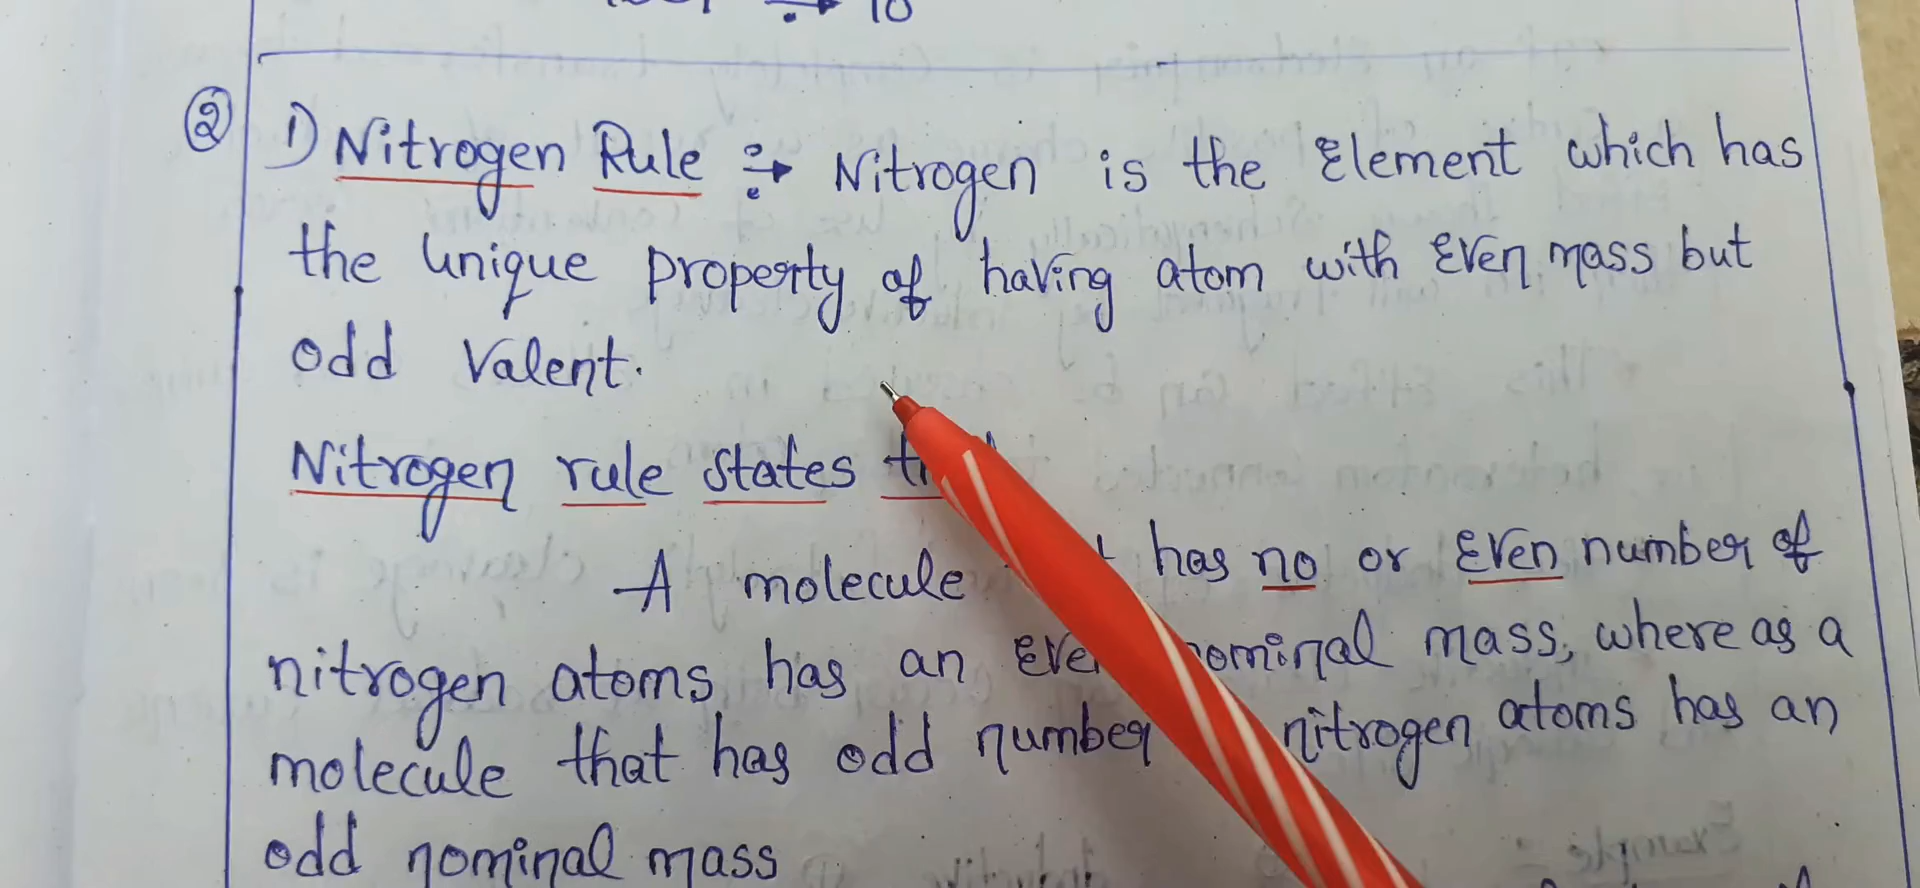 → 10
② 1) Nitrogen Rule :→ Nitrogen is the Element which has
the unique property of having atom with Even mass but
odd valent.
Nitrogen rule states
A molecule has no or Even number of
nitrogen atoms has an nominal mass, where as a
molecule that has odd number nitrogen atoms has an
odd nominal mass